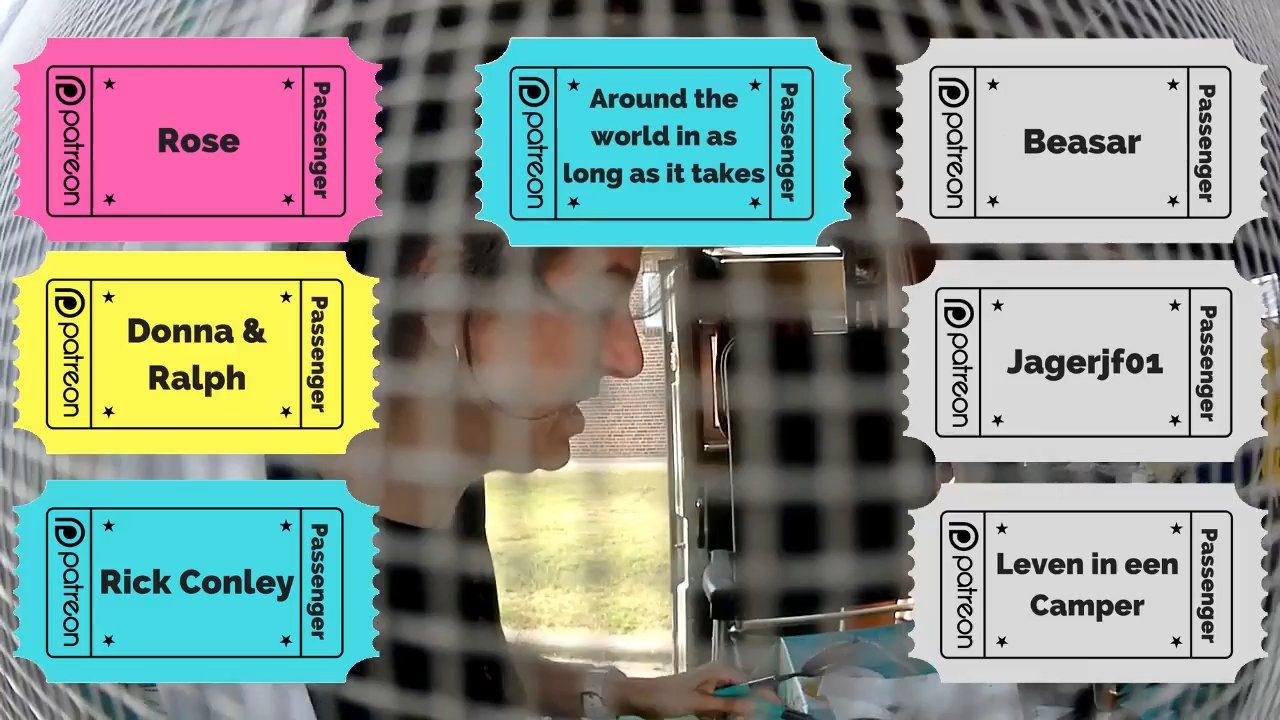 patreon
Rose
Passenger
patreon
Around the
world in as
long as it takes
Passenger
patreon
Beasar
Passenger
patreon
Donna &
Ralph
Passenger
patreon
Jagerjf01
Passenger
patreon
Rick Conley
Passenger
patreon
Leven in een
Camper
Passenger